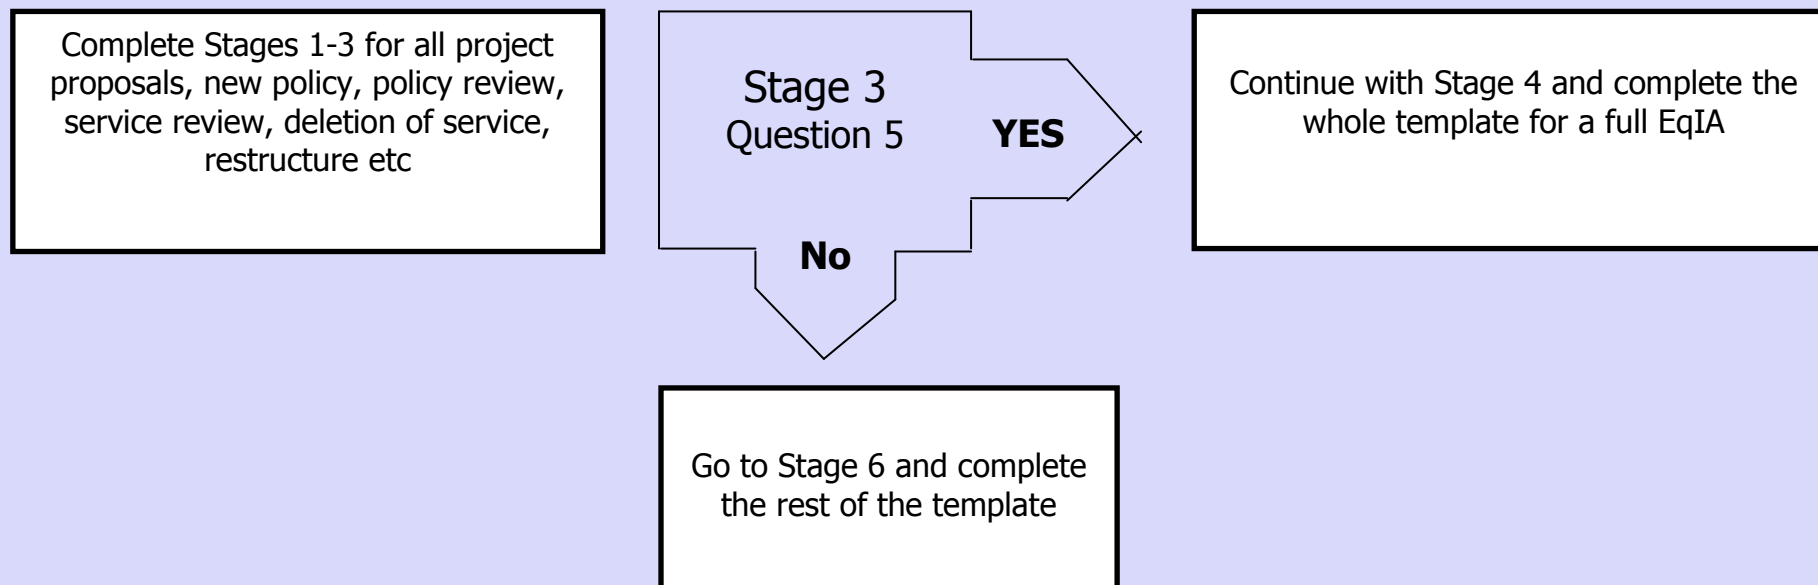 Complete Stages 1-3 for all project
proposals, new policy, policy review,
service review, deletion of service,
restructure etc
Stage 3
Question 5
YES
No
Continue with Stage 4 and complete the
whole template for a full EqIA
Go to Stage 6 and complete
the rest of the template